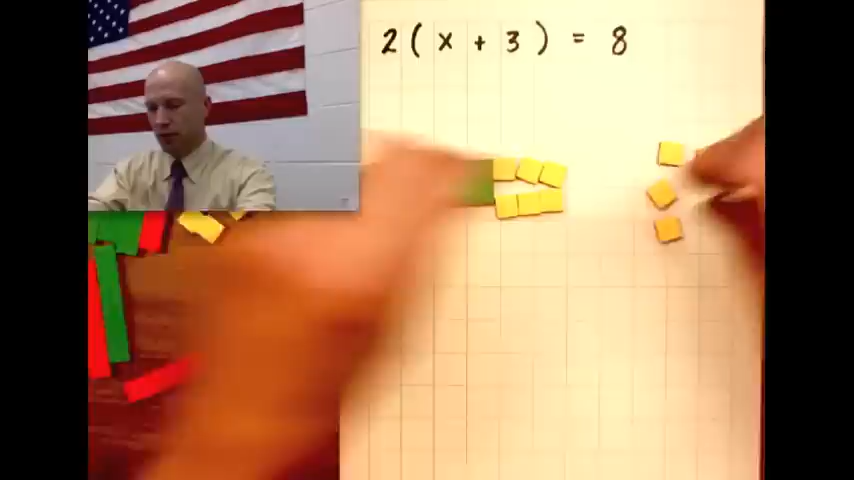 2 ( x + 3 ) = 8